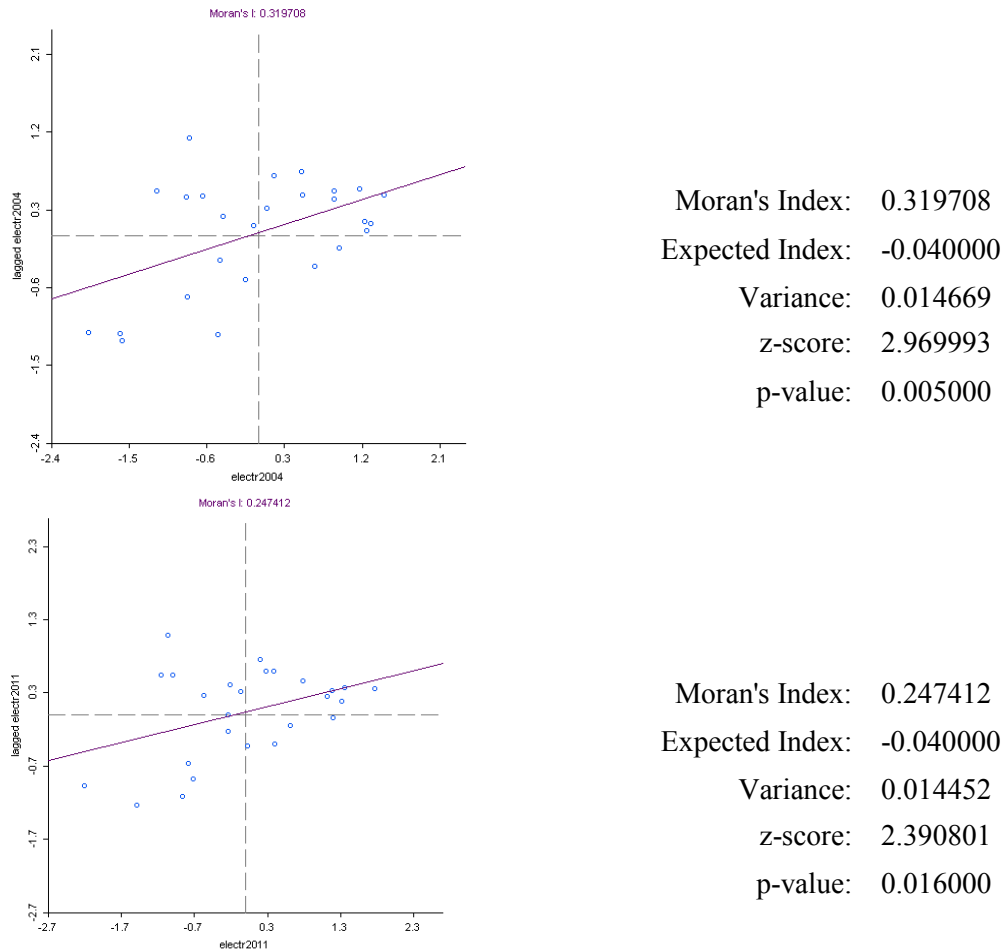 Moran's I: 0.319708
2.1
1.2
0.3
-0.6
-1.5
-2.4
lagged electr2004
-2.4 -1.5 -0.6 0.3 1.2 2.1
electr2004
Moran's Index: 0.319708
Expected Index: -0.040000
Variance: 0.014669
z-score: 2.969993
p-value: 0.005000
Moran's I: 0.247412
2.3
1.3
0.3
-0.7
-1.7
-2.7
lagged electr2011
-2.7 -1.7 -0.7 0.3 1.3 2.3
electr2011
Moran's Index: 0.247412
Expected Index: -0.040000
Variance: 0.014452
z-score: 2.390801
p-value: 0.016000